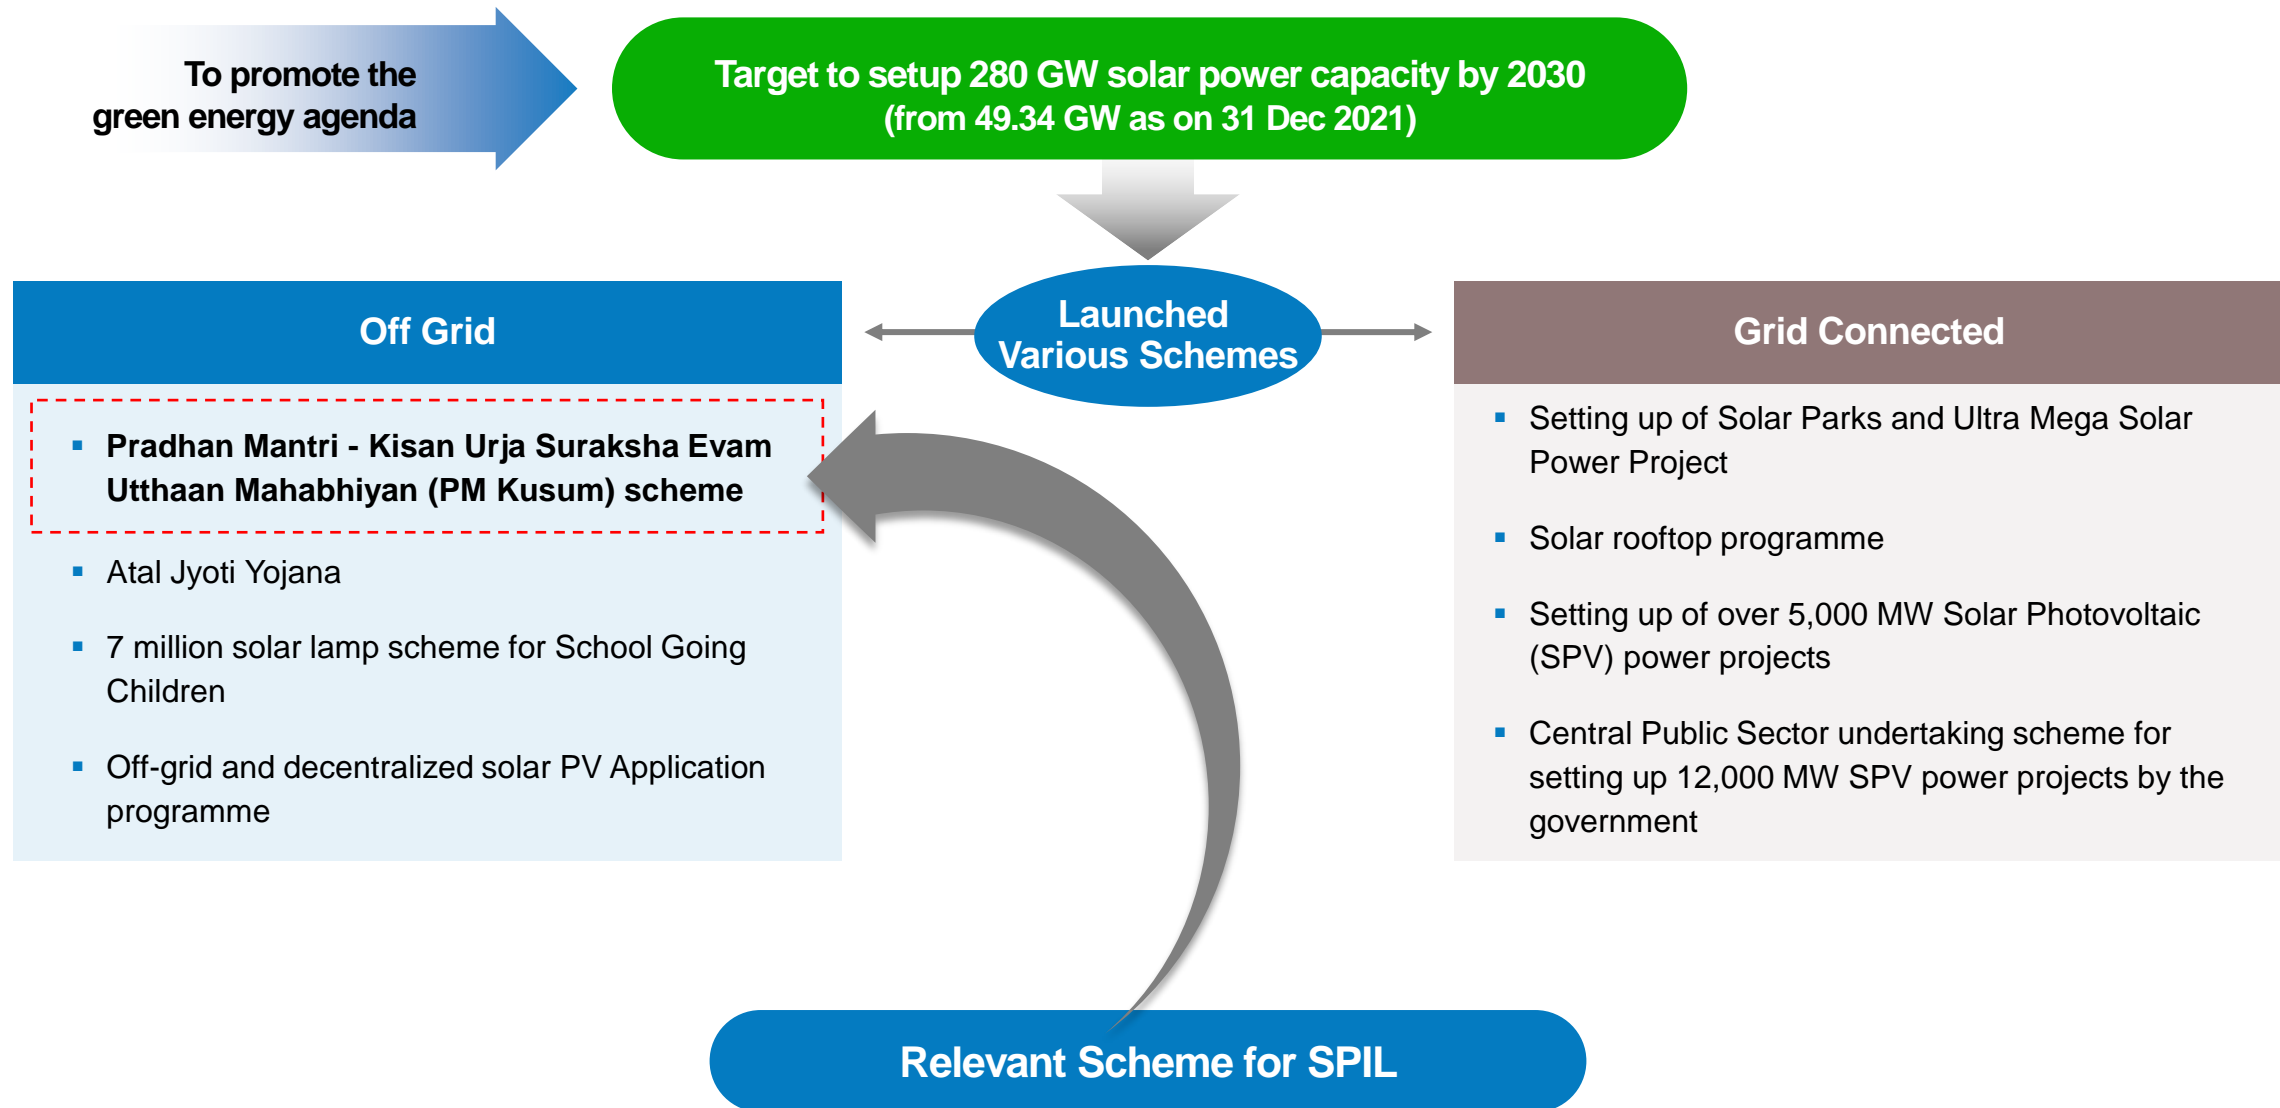 To promote the
green energy agenda
Target to setup 280 GW solar power capacity by 2030
(from 49.34 GW as on 31 Dec 2021)
Launched
Various Schemes
Off Grid
▪ Pradhan Mantri - Kisan Urja Suraksha Evam
Utthaan Mahabhiyan (PM Kusum) scheme
▪ Atal Jyoti Yojana
▪ 7 million solar lamp scheme for School Going
Children
▪ Off-grid and decentralized solar PV Application
programme
Grid Connected
▪ Setting up of Solar Parks and Ultra Mega Solar
Power Project
▪ Solar rooftop programme
▪ Setting up of over 5,000 MW Solar Photovoltaic
(SPV) power projects
▪ Central Public Sector undertaking scheme for
setting up 12,000 MW SPV power projects by the
government
Relevant Scheme for SPIL